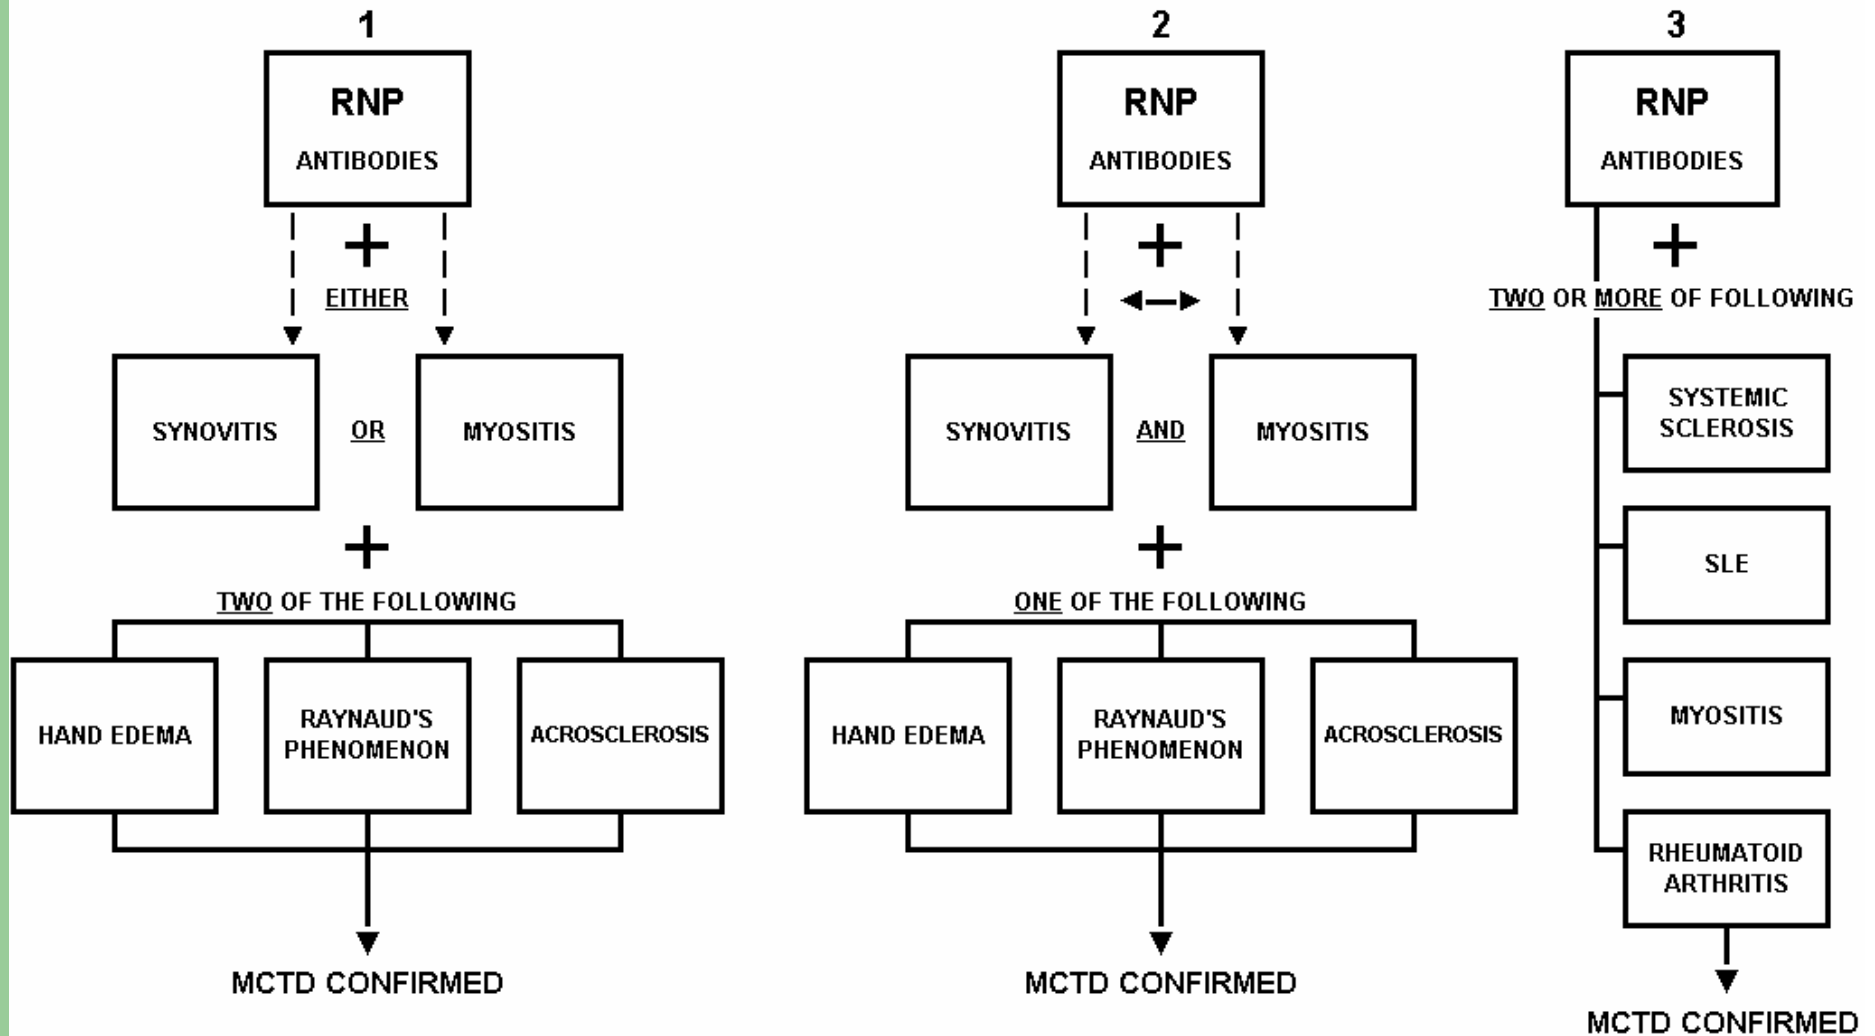 1
RNP
ANTIBODIES
+
EITHER
SYNOVITIS
OR
MYOSITIS
+
TWO OF THE FOLLOWING
HAND EDEMA
RAYNAUD'S
PHENOMENON
ACROSCLEROSIS
MCTD CONFIRMED
2
RNP
ANTIBODIES
+
SYNOVITIS
AND
MYOSITIS
+
ONE OF THE FOLLOWING
HAND EDEMA
RAYNAUD'S
PHENOMENON
ACROSCLEROSIS
MCTD CONFIRMED
3
RNP
ANTIBODIES
+
TWO OR MORE OF FOLLOWING
SYSTEMIC
SCLEROSIS
SLE
MYOSITIS
RHEUMATOID
ARTHRITIS
MCTD CONFIRMED